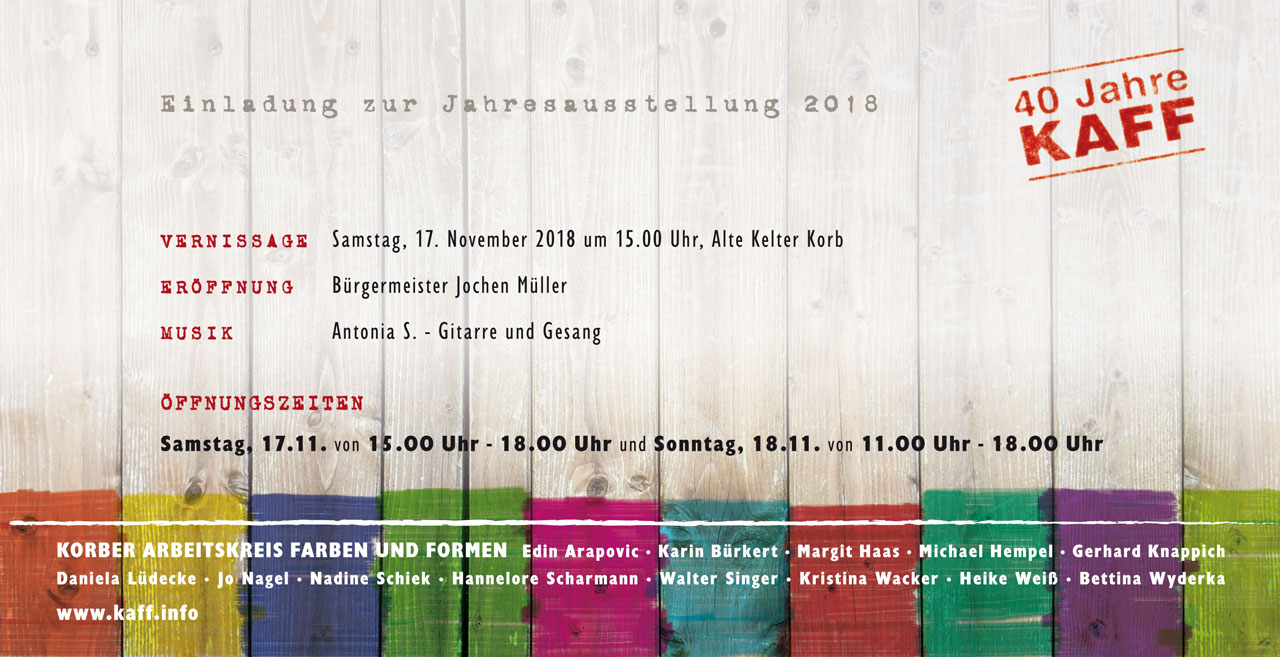 Einladung zur Jahresausstellung 2018
40 Jahre
KAFF
VERNISSAGE Samstag, 17. November 2018 um 15.00 Uhr, Alte Kelter Korb
ERÖFFNUNG Bürgermeister Jochen Müller
MUSIK Antonia S. - Gitarre und Gesang
ÖFFNUNGSZEITEN
Samstag, 17.11. von 15.00 Uhr - 18.00 Uhr und Sonntag, 18.11. von 11.00 Uhr - 18.00 Uhr
KORBER ARBEITSKREIS FARBEN UND FORMEN Edin Arapovic • Karin Bürkert • Margit Haas • Michael Hempel • Gerhard Knappich
Daniela Lüdecke • Jo Nagel • Nadine Schiek • Hannelore Scharmann • Walter Singer • Kristina Wacker • Heike Weiß • Bettina Wyderka
www.kaff.info